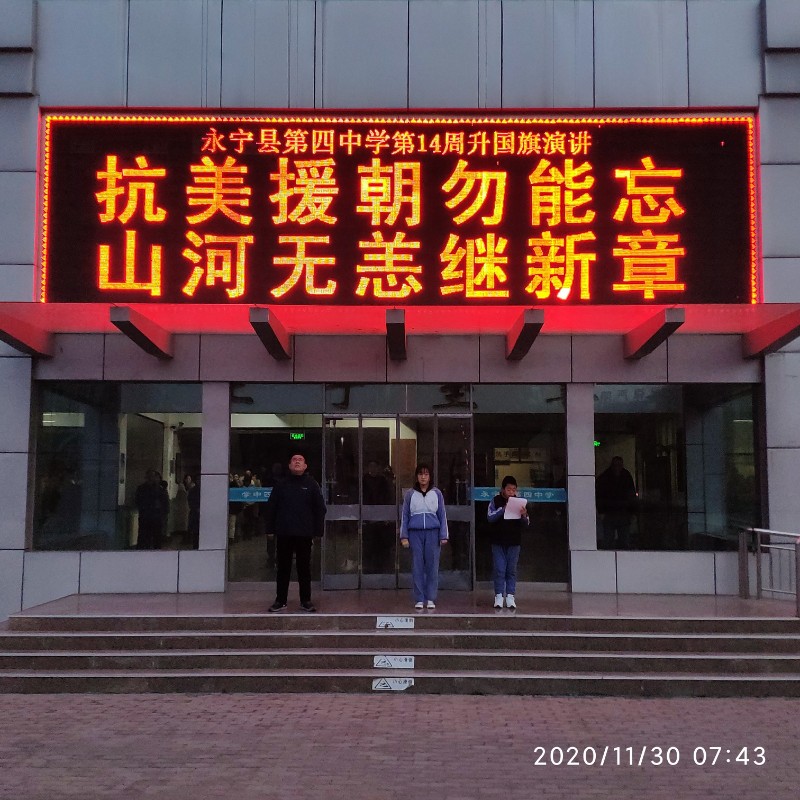 永宁县第四中学第14周升国旗演讲
抗美援朝勿能忘
山河无恙继新章
2020/11/30 07:43